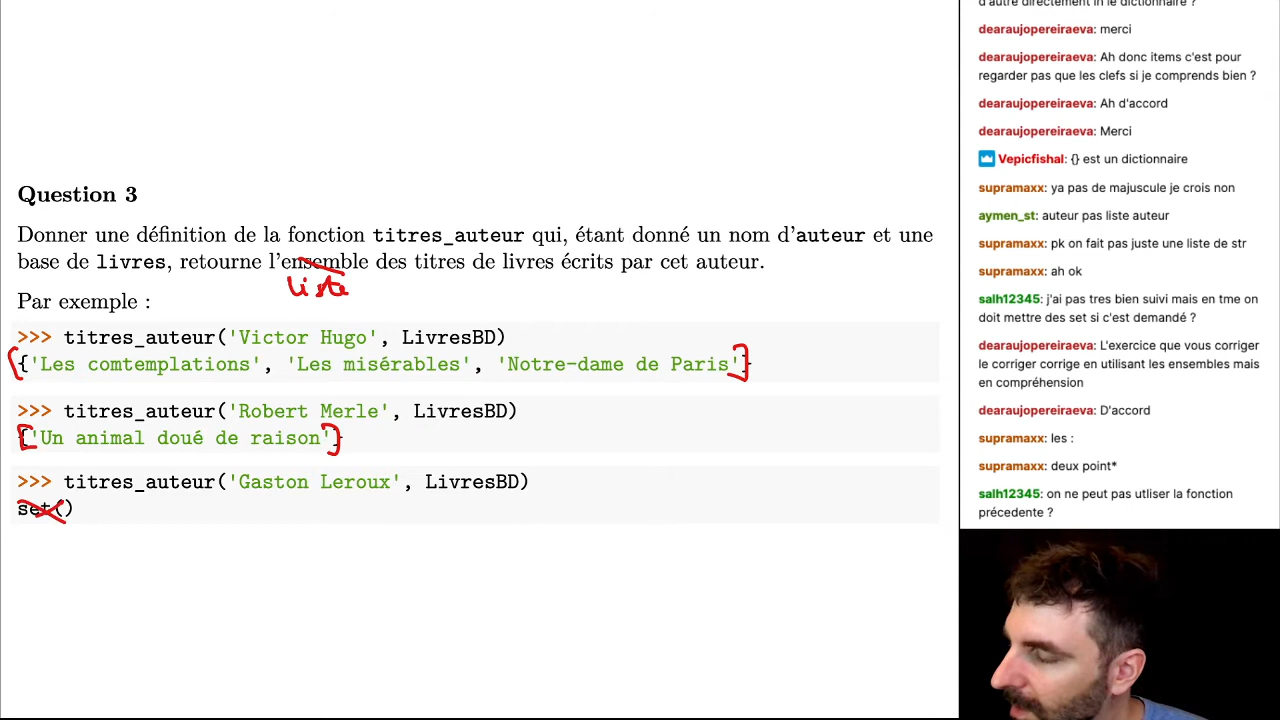 Question 3
Donner une définition de la fonction titres_auteur qui, étant donné un nom d'auteur et une
base de livres, retourne l'ensemble des titres de livres écrits par cet auteur.
liste
Par exemple :
>>> titres_auteur('Victor Hugo', LivresBD)
[{'Les comtemplations', 'Les misérables', 'Notre-dame de Paris'}]
>>> titres_auteur('Robert Merle', LivresBD)
[{'Un animal doué de raison'}]
>>> titres_auteur('Gaston Leroux', LivresBD)
set()
d'autre directement in le dictionnaire ?
dearaujopereiraeva: merci
dearaujopereiraeva: Ah donc items c'est pour
regarder pas que les clefs si je comprends bien ?
dearaujopereiraeva: Ah d'accord
dearaujopereiraeva: Merci
Vepicfishal: {} est un dictionnaire
supramaxx: ya pas de majuscule je crois non
aymen_st: auteur pas liste auteur
supramaxx: pk on fait pas juste une liste de str
supramaxx: ah ok
salh12345: j'ai pas tres bien suivi mais en tme on
doit mettre des set si c'est demandé ?
dearaujopereiraeva: L'exercice que vous corriger
le corriger corrige en utilisant les ensembles mais
en compréhension
dearaujopereiraeva: D'accord
supramaxx: les :
supramaxx: deux point*
salh12345: on ne peut pas utliser la fonction
précedente ?